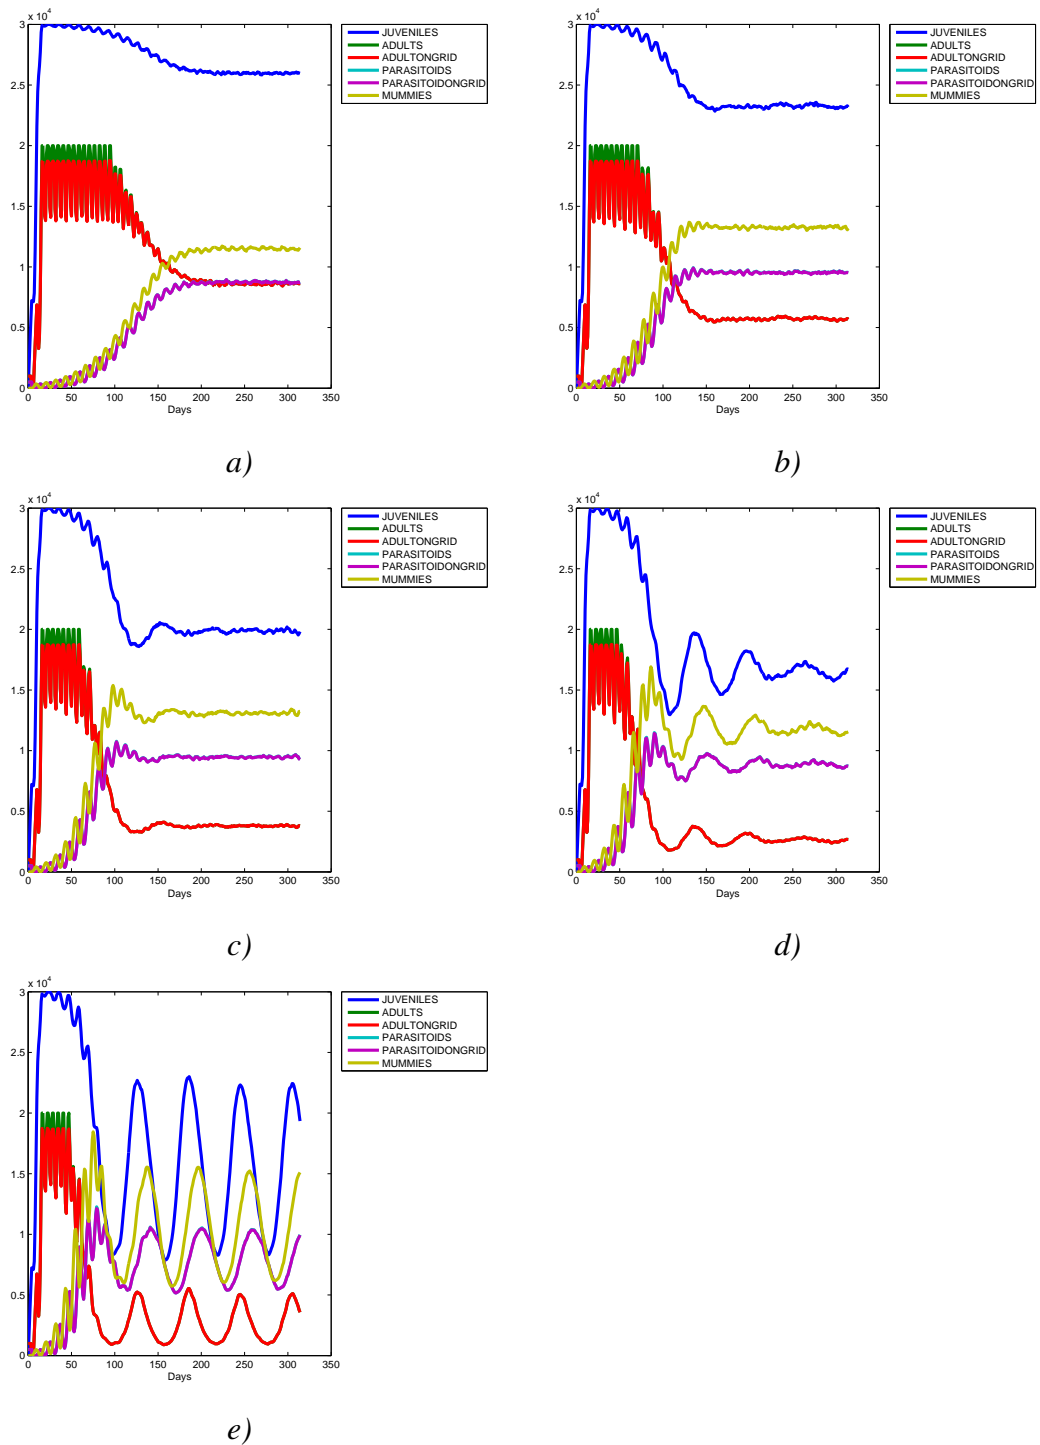 x 10^4
3
2.5
2
1.5
1
0.5
0
0 50 100 150 200 250 300 350
Days
JUVENILES
ADULTS
ADULTONGRID
PARASITOIDS
PARASITOIDONGRID
MUMMIES
a)
x 10^4
3
2.5
2
1.5
1
0.5
0
0 50 100 150 200 250 300 350
Days
JUVENILES
ADULTS
ADULTONGRID
PARASITOIDS
PARASITOIDONGRID
MUMMIES
b)
x 10^4
3
2.5
2
1.5
1
0.5
0
0 50 100 150 200 250 300 350
Days
JUVENILES
ADULTS
ADULTONGRID
PARASITOIDS
PARASITOIDONGRID
MUMMIES
c)
x 10^4
3
2.5
2
1.5
1
0.5
0
0 50 100 150 200 250 300 350
Days
JUVENILES
ADULTS
ADULTONGRID
PARASITOIDS
PARASITOIDONGRID
MUMMIES
d)
x 10^4
3
2.5
2
1.5
1
0.5
0
0 50 100 150 200 250 300 350
Days
JUVENILES
ADULTS
ADULTONGRID
PARASITOIDS
PARASITOIDONGRID
MUMMIES
e)